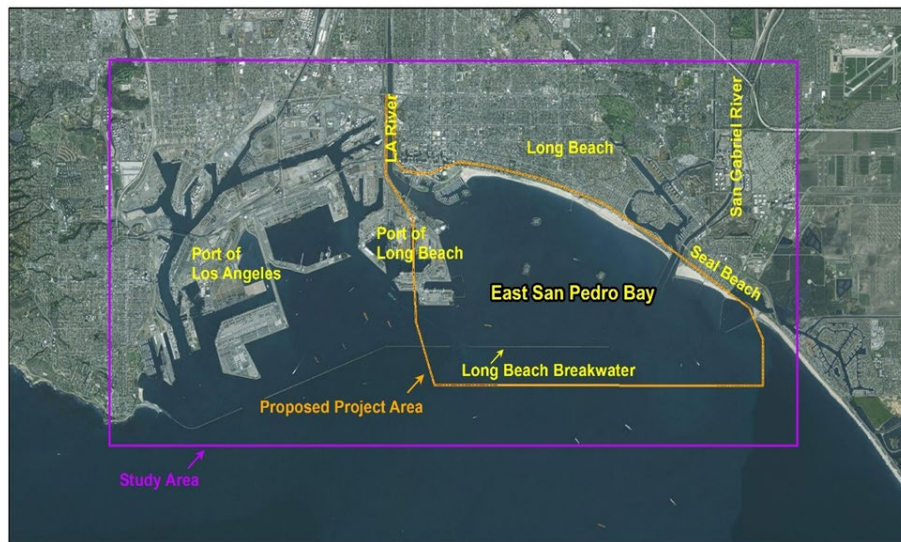 LA River
Long Beach
San Gabriel River
Port of
Los Angeles
Port of
Long Beach
Seal Beach
East San Pedro Bay
Long Beach Breakwater
Proposed Project Area
Study Area